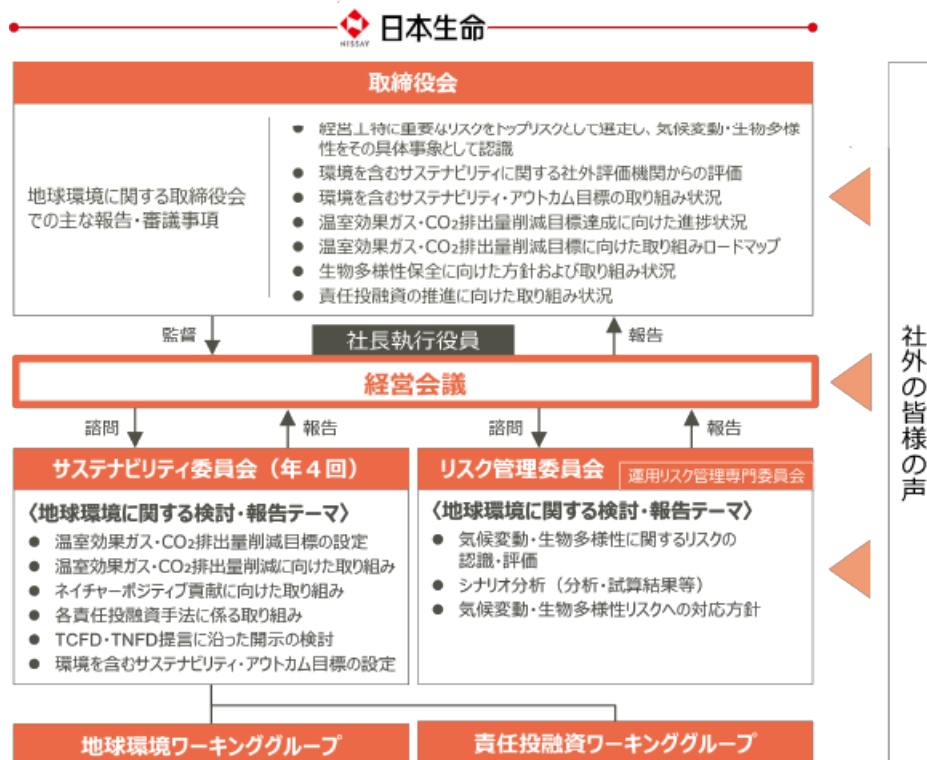 NISSAY
日本生命
取締役会
地球環境に関する取締役会
での主な報告・審議事項
● 経営上特に重要なリスクをトップリスクとして選定し、気候変動・生物多様
性をその具体事象として認識
● 環境を含むサステナビリティに関する社外評価機関からの評価
● 環境を含むサステナビリティ・アウトカム目標の取り組み状況
● 温室効果ガス・CO₂排出量削減目標達成に向けた進捗状況
● 温室効果ガス・CO₂排出量削減目標に向けた取り組みロードマップ
● 生物多様性保全に向けた方針および取り組み状況
● 責任投融資の推進に向けた取り組み状況
監督
社長執行役員
報告
経営会議
諮問
報告
諮問
報告
サステナビリティ委員会（年４回）
〈地球環境に関する検討・報告テーマ〉
● 温室効果ガス・CO₂排出量削減目標の設定
● 温室効果ガス・CO₂排出量削減に向けた取り組み
● ネイチャーポジティブ貢献に向けた取り組み
● 各責任投融資手法に係る取り組み
● TCFD・TNFD提言に沿った開示の検討
● 環境を含むサステナビリティ・アウトカム目標の設定
リスク管理委員会
運用リスク管理専門委員会
〈地球環境に関する検討・報告テーマ〉
● 気候変動・生物多様性に関するリスクの
認識・評価
● シナリオ分析（分析・試算結果等）
● 気候変動・生物多様性リスクへの対応方針
地球環境ワーキンググループ
責任投融資ワーキンググループ
社外の皆様の声